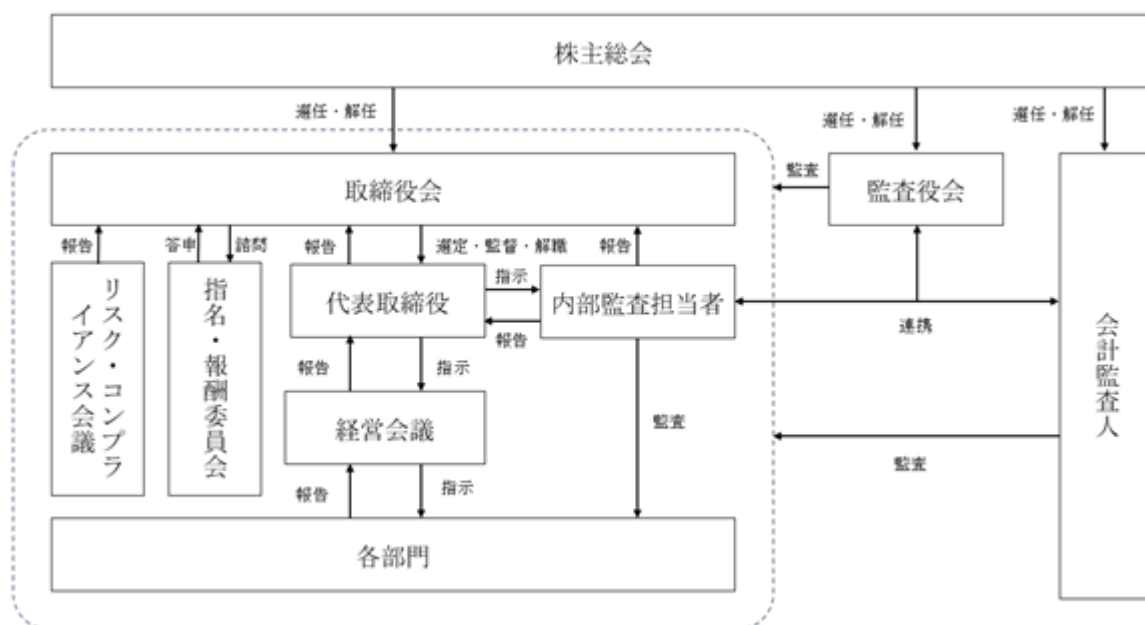 株主総会
選任・解任
選任・解任
選任・解任
取締役会
監査
監査役会
報告
答申
諮問
報告
選定・監督・解職
報告
リスク・コンプラ
イアンス会議
指名・報酬委員会
代表取締役
指示
報告
内部監査担当者
連携
会計監査人
報告
指示
経営会議
監査
監査
報告
指示
各部門